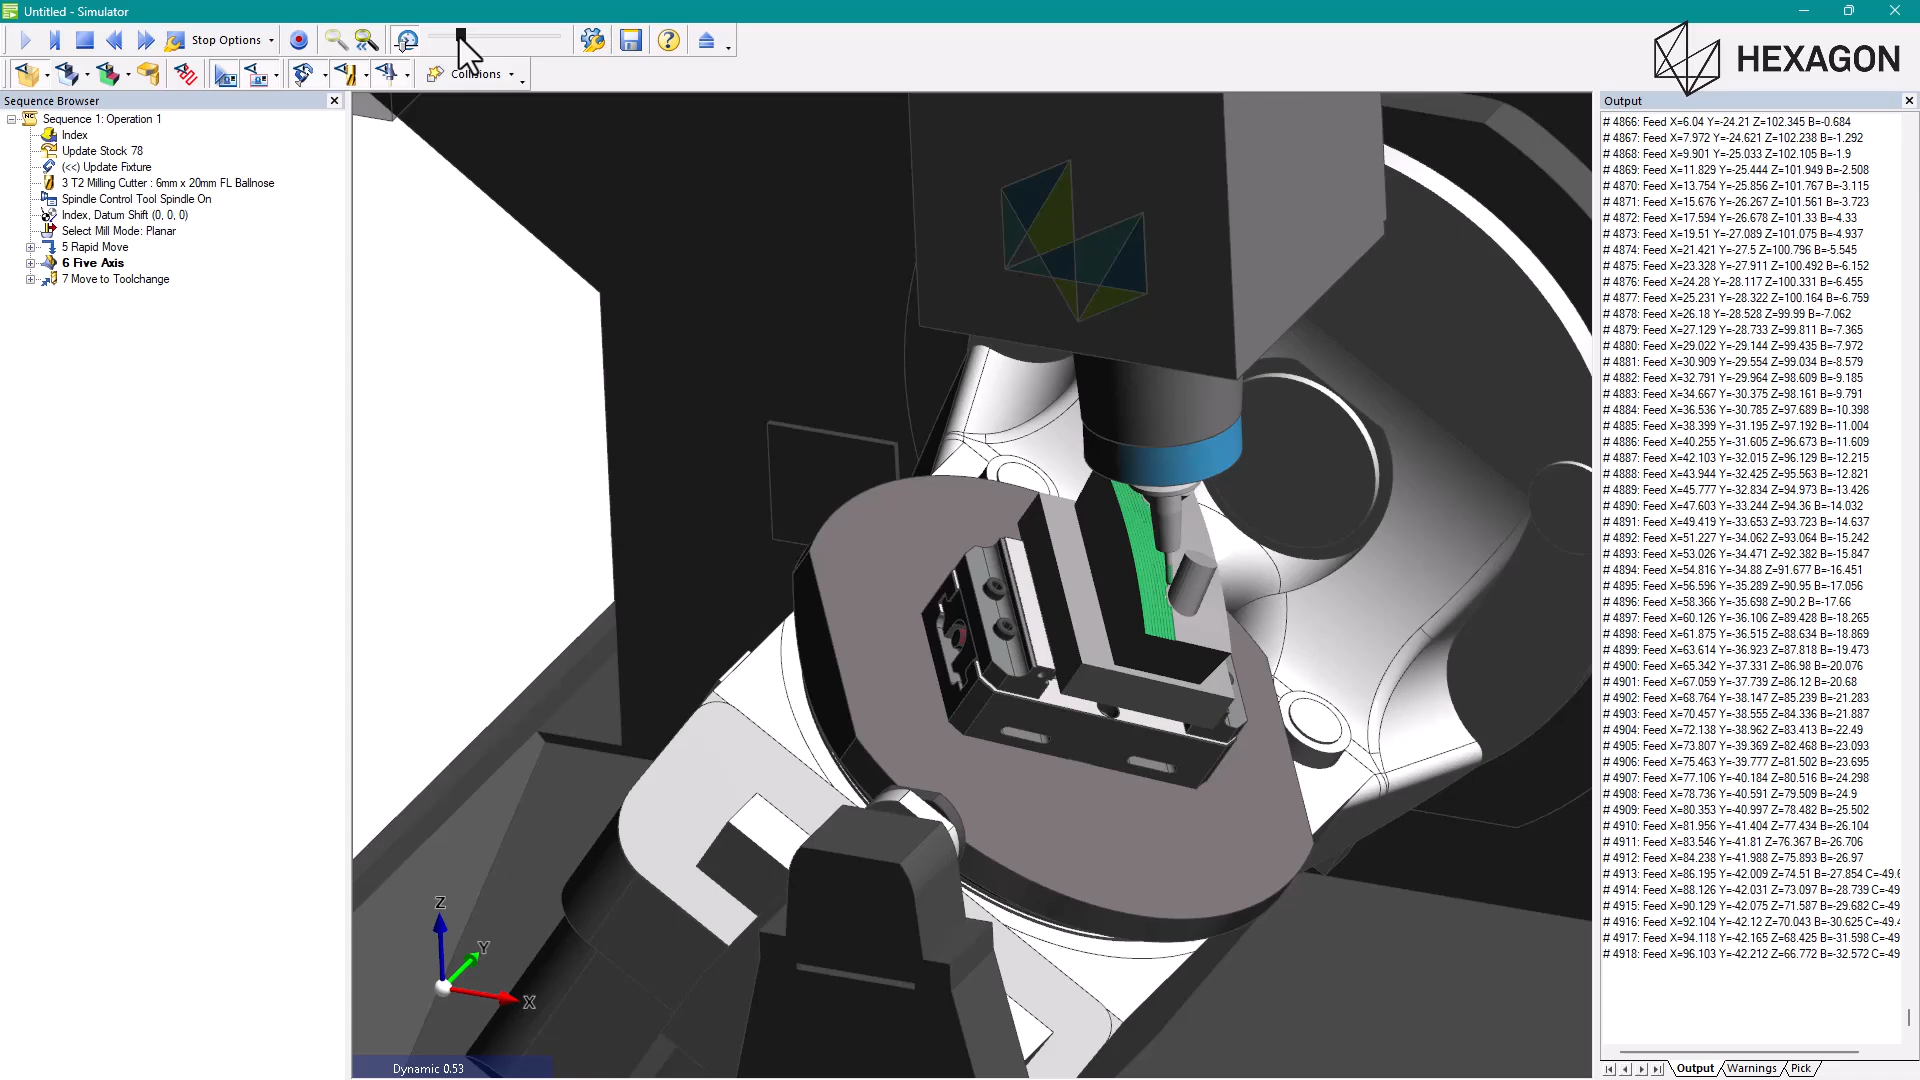 Untitled - Simulator
Stop Options
HEXAGON
Collisions
Sequence Browser
Output
Sequence 1: Operation 1
Index
Update Stock 78
(<<) Update Fixture
3 T2 Milling Cutter : 6mm x 20mm FL Ballnose
Spindle Control Tool Spindle On
Index, Datum Shift (0, 0, 0)
Select Mill Mode: Planar
5 Rapid Move
6 Five Axis
7 Move to Toolchange
# 4866: Feed X=6.04 Y=-24.21 Z=102.345 B=-0.684
# 4867: Feed X=7.972 Y=-24.621 Z=102.238 B=-1.292
# 4868: Feed X=9.901 Y=-25.033 Z=102.105 B=-1.9
# 4869: Feed X=11.829 Y=-25.444 Z=101.949 B=-2.508
# 4870: Feed X=13.754 Y=-25.856 Z=101.767 B=-3.115
# 4871: Feed X=15.676 Y=-26.267 Z=101.561 B=-3.723
# 4872: Feed X=17.594 Y=-26.678 Z=101.33 B=-4.33
# 4873: Feed X=19.51 Y=-27.089 Z=101.075 B=-4.937
# 4874: Feed X=21.421 Y=-27.5 Z=100.796 B=-5.545
# 4875: Feed X=23.328 Y=-27.911 Z=100.492 B=-6.152
# 4876: Feed X=24.28 Y=-28.117 Z=100.331 B=-6.455
# 4877: Feed X=25.231 Y=-28.322 Z=100.164 B=-6.759
# 4878: Feed X=26.18 Y=-28.528 Z=99.99 B=-7.062
# 4879: Feed X=27.129 Y=-28.733 Z=99.811 B=-7.365
# 4880: Feed X=29.022 Y=-29.144 Z=99.435 B=-7.972
# 4881: Feed X=30.909 Y=-29.554 Z=99.034 B=-8.579
# 4882: Feed X=32.791 Y=-29.964 Z=98.609 B=-9.185
# 4883: Feed X=34.667 Y=-30.375 Z=98.161 B=-9.791
# 4884: Feed X=36.536 Y=-30.785 Z=97.689 B=-10.398
# 4885: Feed X=38.399 Y=-31.195 Z=97.192 B=-11.004
# 4886: Feed X=40.255 Y=-31.605 Z=96.673 B=-11.609
# 4887: Feed X=42.103 Y=-32.015 Z=96.129 B=-12.215
# 4888: Feed X=43.944 Y=-32.425 Z=95.563 B=-12.821
# 4889: Feed X=45.777 Y=-32.834 Z=94.973 B=-13.426
# 4890: Feed X=47.603 Y=-33.244 Z=94.36 B=-14.032
# 4891: Feed X=49.419 Y=-33.653 Z=93.723 B=-14.637
# 4892: Feed X=51.227 Y=-34.062 Z=93.064 B=-15.242
# 4893: Feed X=53.026 Y=-34.471 Z=92.382 B=-15.847
# 4894: Feed X=54.816 Y=-34.88 Z=91.677 B=-16.451
# 4895: Feed X=56.596 Y=-35.289 Z=90.95 B=-17.056
# 4896: Feed X=58.366 Y=-35.698 Z=90.2 B=-17.66
# 4897: Feed X=60.126 Y=-36.106 Z=89.428 B=-18.265
# 4898: Feed X=61.875 Y=-36.515 Z=88.634 B=-18.869
# 4899: Feed X=63.614 Y=-36.923 Z=87.818 B=-19.473
# 4900: Feed X=65.342 Y=-37.331 Z=86.98 B=-20.076
# 4901: Feed X=67.059 Y=-37.739 Z=86.12 B=-20.68
# 4902: Feed X=68.764 Y=-38.147 Z=85.239 B=-21.283
# 4903: Feed X=70.457 Y=-38.555 Z=84.336 B=-21.887
# 4904: Feed X=72.138 Y=-38.962 Z=83.413 B=-22.49
# 4905: Feed X=73.807 Y=-39.369 Z=82.468 B=-23.093
# 4906: Feed X=75.463 Y=-39.777 Z=81.502 B=-23.695
# 4907: Feed X=77.106 Y=-40.184 Z=80.516 B=-24.298
# 4908: Feed X=78.736 Y=-40.591 Z=79.509 B=-24.9
# 4909: Feed X=80.353 Y=-40.997 Z=78.482 B=-25.502
# 4910: Feed X=81.956 Y=-41.404 Z=77.434 B=-26.104
# 4911: Feed X=83.546 Y=-41.81 Z=76.367 B=-26.706
# 4912: Feed X=84.238 Y=-41.988 Z=75.893 B=-26.97
# 4913: Feed X=86.195 Y=-42.009 Z=74.51 B=-27.854 C=-49.6
# 4914: Feed X=88.126 Y=-42.031 Z=73.097 B=-28.739 C=-49
# 4915: Feed X=90.129 Y=-42.075 Z=71.587 B=-29.682 C=-49
# 4916: Feed X=92.104 Y=-42.12 Z=70.043 B=-30.625 C=-49.4
# 4917: Feed X=94.118 Y=-42.165 Z=68.425 B=-31.598 C=-49
# 4918: Feed X=96.103 Y=-42.212 Z=66.772 B=-32.572 C=-49
Z
Y
X
Dynamic 0.53
Output Warnings Pick